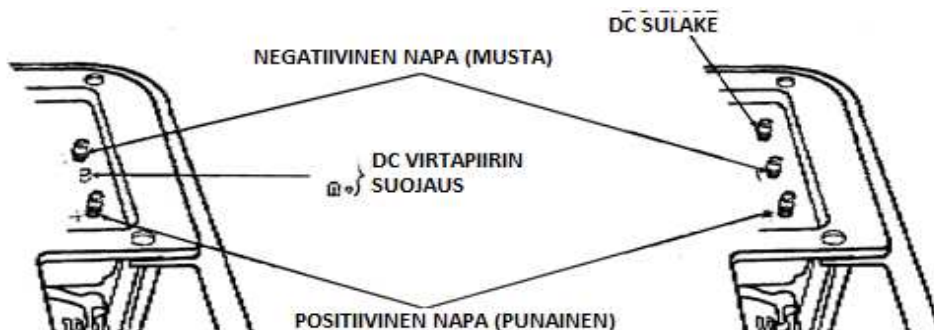 DC SULAKE
NEGATIIVINEN NAPA (MUSTA)
DC VIRTAPIIRIN
SUOJAUS
POSITIIVINEN NAPA (PUNAINEN)